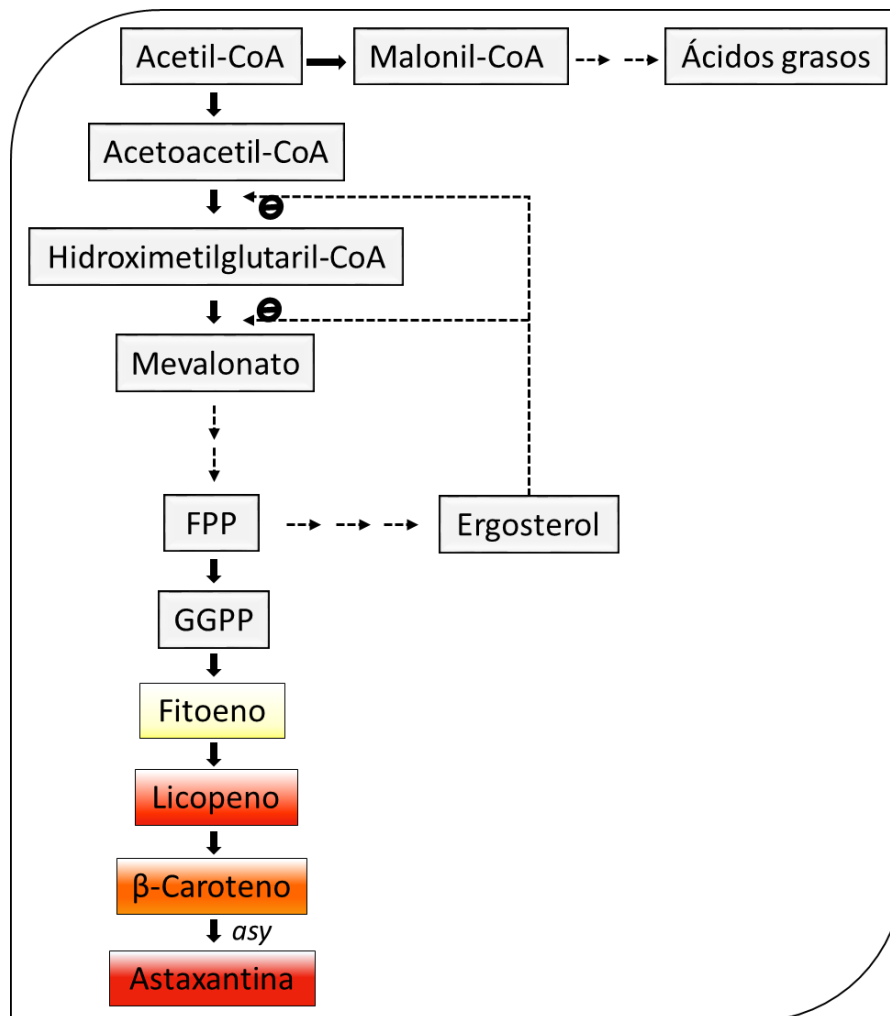 Acetil-CoA
Malonil-CoA
Ácidos grasos
Acetoacetil-CoA
Hidroximetilglutaril-CoA
Mevalonato
FPP
Ergosterol
GGPP
Fitoeno
Licopeno
β-Caroteno
asy
Astaxantina